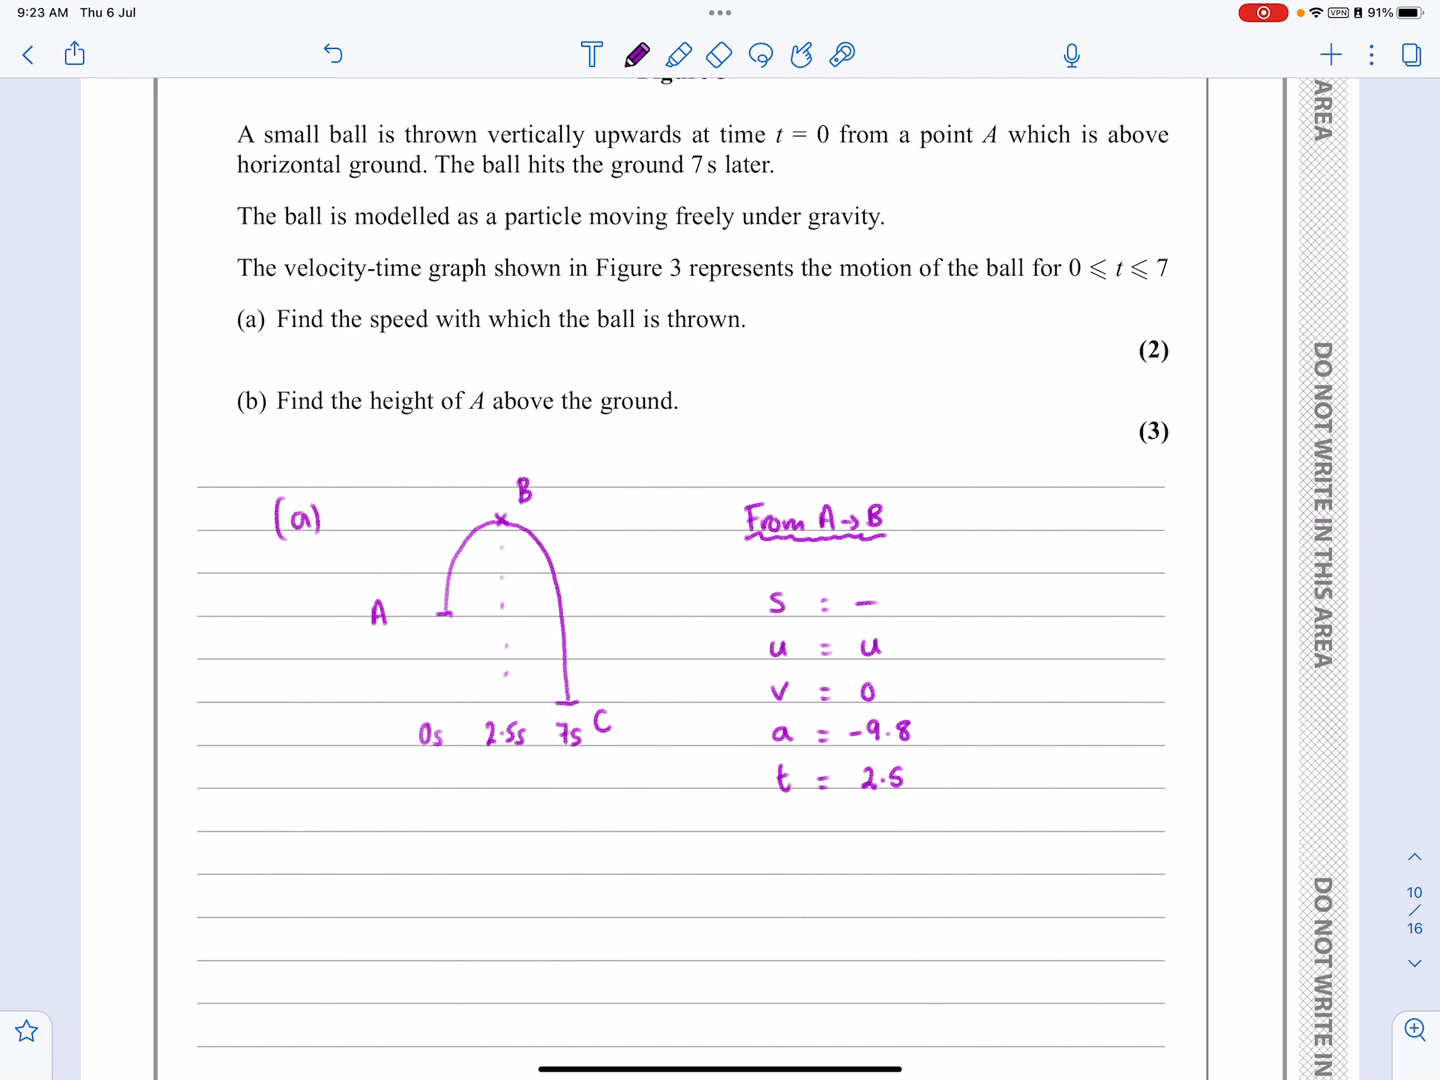 9:23 AM Thu 6 Jul
VPN 91%
A small ball is thrown vertically upwards at time t = 0 from a point A which is above
horizontal ground. The ball hits the ground 7 s later.
The ball is modelled as a particle moving freely under gravity.
The velocity-time graph shown in Figure 3 represents the motion of the ball for 0 ⩽ t ⩽ 7
(a) Find the speed with which the ball is thrown.
(2)
(b) Find the height of A above the ground.
(3)
(a)
B
A
0s 2.5s 7s C
From A→B
s : –
u = u
v = 0
a = -9.8
t = 2.5
AREA
DO NOT WRITE IN THIS AREA
DO NOT WRITE IN
10
/
16